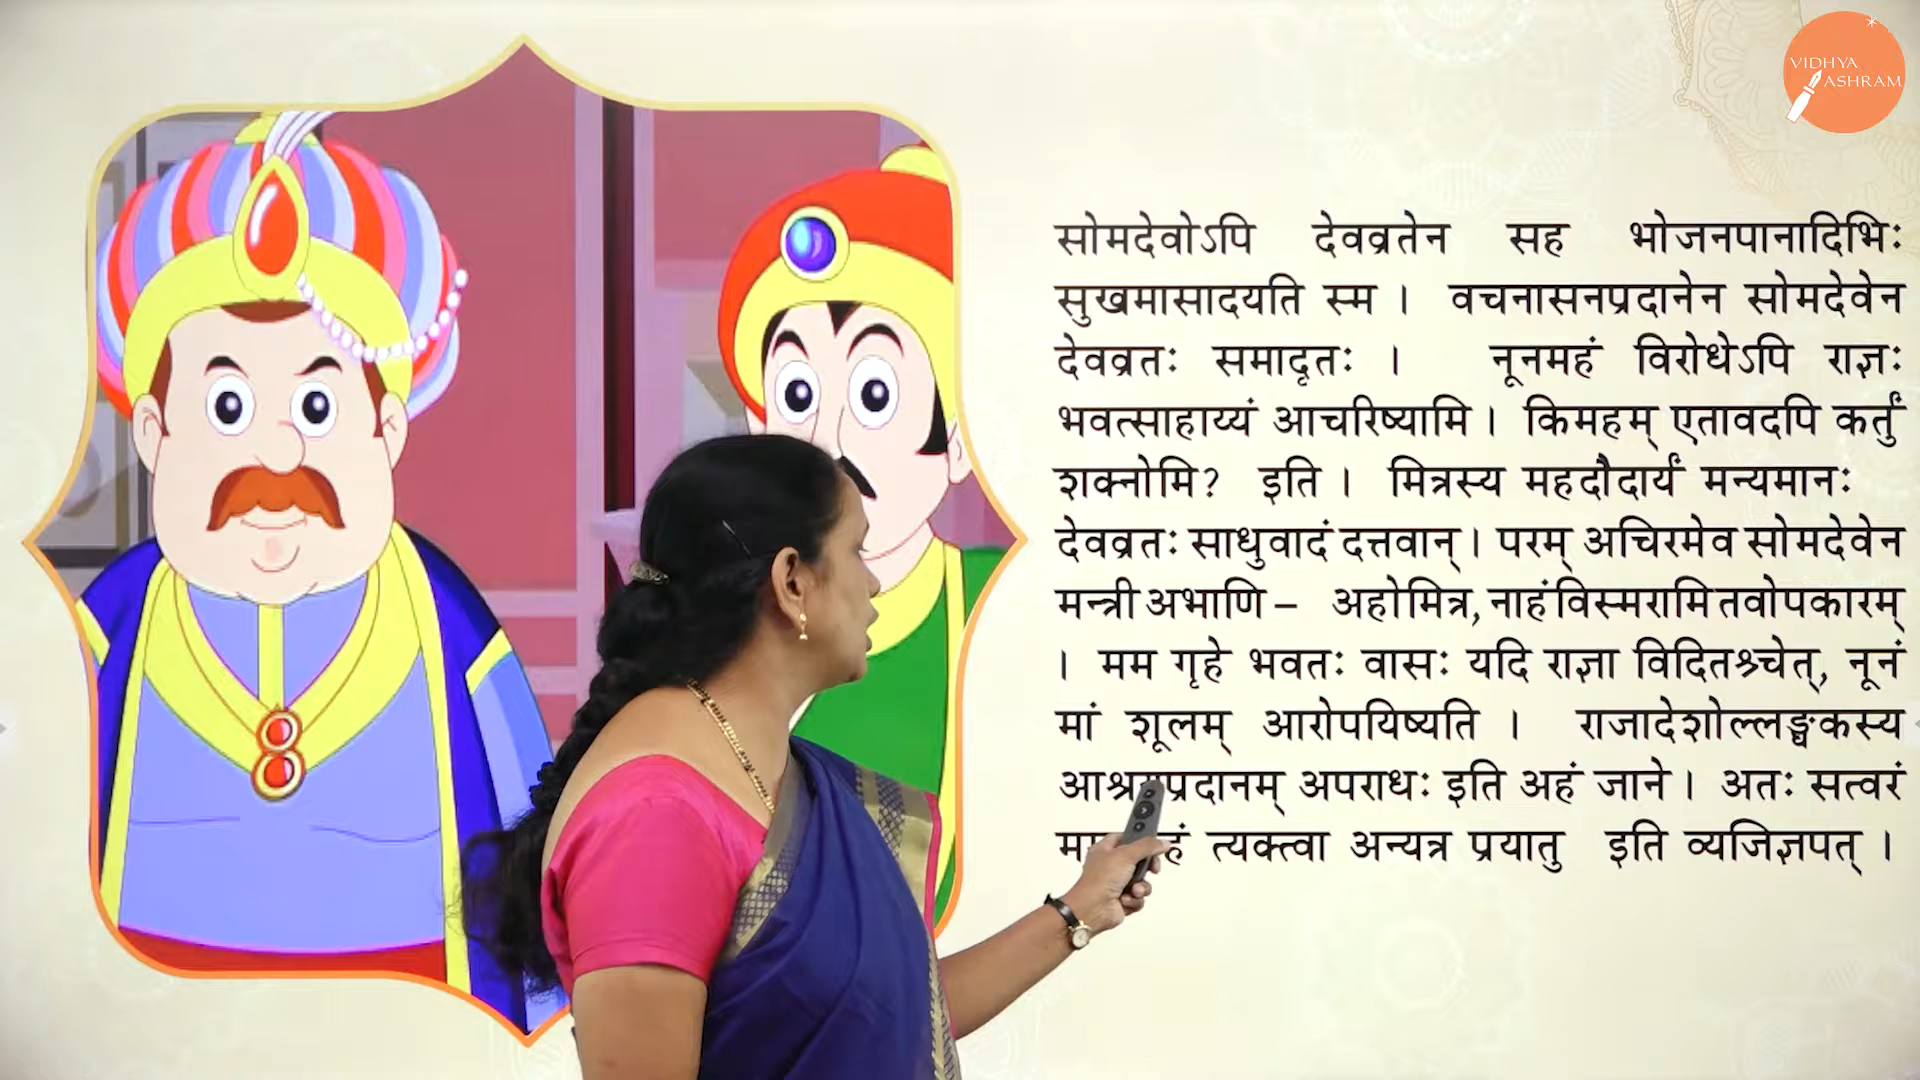 VIDHYA
ASHRAM
सोमदेवोऽपि देवव्रतेन सह भोजनपानादिभिः
सुखमासादयति स्म । वचनासनप्रदानेन सोमदेवेन
देवव्रतः समादृतः । नूनमहं विरोधेऽपि राज्ञः
भवत्साहाय्यं आचरिष्यामि । किमहम् एतावदपि कर्तुं
शक्नोमि? इति । मित्रस्य महदौदार्यं मन्यमानः
देवव्रतः साधुवादं दत्तवान् । परम् अचिरमेव सोमदेवेन
मन्त्री अभाणि – अहो मित्र, नाहं विस्मरामि तवोपकारम्
। मम गृहे भवतः वासः यदि राज्ञा विदितश्चेत्, नूनं
मां शूलम् आरोपयिष्यति । राजादेशोल्लङ्घकस्य
अपराधः इति अहं जाने । अतः सत्वरं
त्यक्त्वा अन्यत्र प्रयातु इति व्यजिज्ञपत् ।